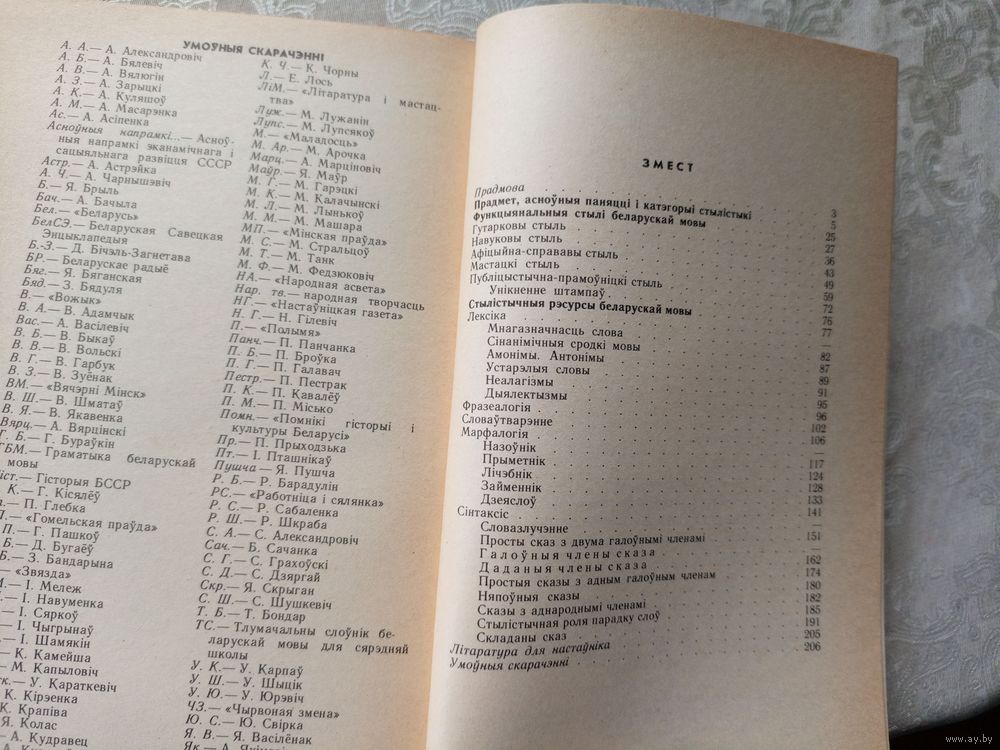 УМОЎНЫЯ СКАРАЧЭННІ
А. А.— А. Александровіч
А. Б.— А. Бялевіч
А. В.— А. Вялюгін
А. З.— А. Зарыцкі
А. К.— А. Куляшоў
А. М.— А. Масарэнка
Ас.— А. Асіпенка
Асноўныя напрамкі...— Асноў-
ныя напрамкі эканамічнага і
сацыяльнага развіцця СССР
Астр.— А. Астрэйка
А. Ч.— А. Чарнышэвіч
Б.— Я. Брыль
Бач.— А. Бачыла
Бел.— «Беларусь»
БелСЭ.— Беларуская Савецкая
Энцыклапедыя
Б.-З.— Д. Бічэль-Загнетава
БР.— Беларускае радыё
Бяг.— Я. Бяганская
Бяд.— З. Бядуля
В.— «Вожык»
В. А.— В. Адамчык
Вас.— А. Васілевіч
В. Б.— В. Быкаў
В. В.— В. Вольскі
В. Г.— В. Гарбук
В. З.— В. Зуёнак
ВМ.— «Вячэрні Мінск»
В. Ш.— В. Шматаў
В. Я.— В. Якавенка
Вярц.— А. Вярцінскі
Г. Б.— Г. Бураўкін
ГБМ.— Граматыка беларускай
мовы
іст.— Гісторыя БССР
К.— Г. Кісялёў
— П. Глебка
П.— «Гомельская праўда»
П.— Г. Пашкоў
Б.— Д. Бугаёў
Б.— З. Бандарына
— «Звязда»
М.— І. Мележ
— І. Навуменка
— І. Сяркоў
— І. Чыгрынаў
— І. Шамякін
— К. Камейша
— М. Капыловіч
к.— У. Караткевіч
К. Кірэенка
К. Крапіва
Я. Колас
— А. Кудравец
К. Ч.— К. Чорны
Л.— Е. Лось
ЛіМ.— «Літаратура і мастац-
тва»
Луж.— М. Лужанін
Лупс.— М. Лупсякоў
М.— «Маладосць»
М. Ар.— М. Арочка
Марц.— А. Марціновіч
Маўр.— Я. Маўр
М. Г.— М. Гарэцкі
М. К.— М. Калачынскі
М. Л.— М. Лынькоў
М. М.— М. Машара
МП.— «Мінская праўда»
М. С.— М. Стральцоў
М. Т.— М. Танк
М. Ф.— М. Федзюковіч
НА.— «Народная асвета»
Нар. тв.— народная творчасць
НГ.— «Настаўніцкая газета»
Н. Г.— Н. Гілевіч
П.— «Полымя»
Панч.— П. Панчанка
П. Б.— П. Броўка
П. Г.— П. Галавач
Пестр.— П. Пестрак
П. К.— П. Кавалёў
П. М.— П. Місько
Помн.— «Помнікі гісторыі і
культуры Беларусі»
Пр.— П. Прыходзька
Пт.— І. Пташнікаў
Пушча — Я. Пушча
Р. Б.— Р. Барадулін
РС.— «Работніца і сялянка»
Р. С.— Р. Сабаленка
Р. Ш.— Р. Шкраба
С. А.— С. Александровіч
Сач.— Б. Сачанка
С. Г.— С. Грахоўскі
С. Д.— С. Дзяргай
Скр.— Я. Скрыган
С. Ш.— С. Шушкевіч
Т. Б.— Т. Бондар
ТС.— Тлумачальны слоўнік бе-
ларускай мовы для сярэдняй
школы
У. К.— У. Карпаў
У. Ш.— У. Шыцік
У. Ю.— У. Юрэвіч
ЧЗ.— «Чырвоная змена»
Ю. С.— Ю. Свірка
Я. В.— Я. Васілёнак
Як.— А.
ЗМЕСТ
Прадмова 3
Прадмет, асноўныя паняцці і катэгорыі стылістыкі 5
Функцыянальныя стылі беларускай мовы 25
Гутарковы стыль 27
Навуковы стыль 36
Афіцыйна-справавы стыль 43
Мастацкі стыль 49
Публіцыстычна-прамоўніцкі стыль 59
Унікненне штампаў 72
Стылістычныя рэсурсы беларускай мовы 76
Лексіка 77
Мнагазначнасць слова —
Сінанімічныя сродкі мовы 82
Амонімы. Антонімы 87
Устарэлыя словы 89
Неалагізмы 91
Дыялектызмы 95
Фразеалогія 96
Словаўтварэнне 102
Марфалогія 106
Назоўнік —
Прыметнік 117
Лічэбнік 124
Займеннік 128
Дзеяслоў 133
Сінтаксіс 141
Словазлучэнне —
Просты сказ з двума галоўнымі членамі 151
Галоўныя члены сказа —
Даданыя члены сказа 162
Простыя сказы з адным галоўным членам 174
Няпоўныя сказы 180
Сказы з аднароднымі членамі 182
Стылістычная роля парадку слоў 185
Складаны сказ 191
Літаратура для настаўніка 205
Умоўныя скарачэнні 206
www.ay.by